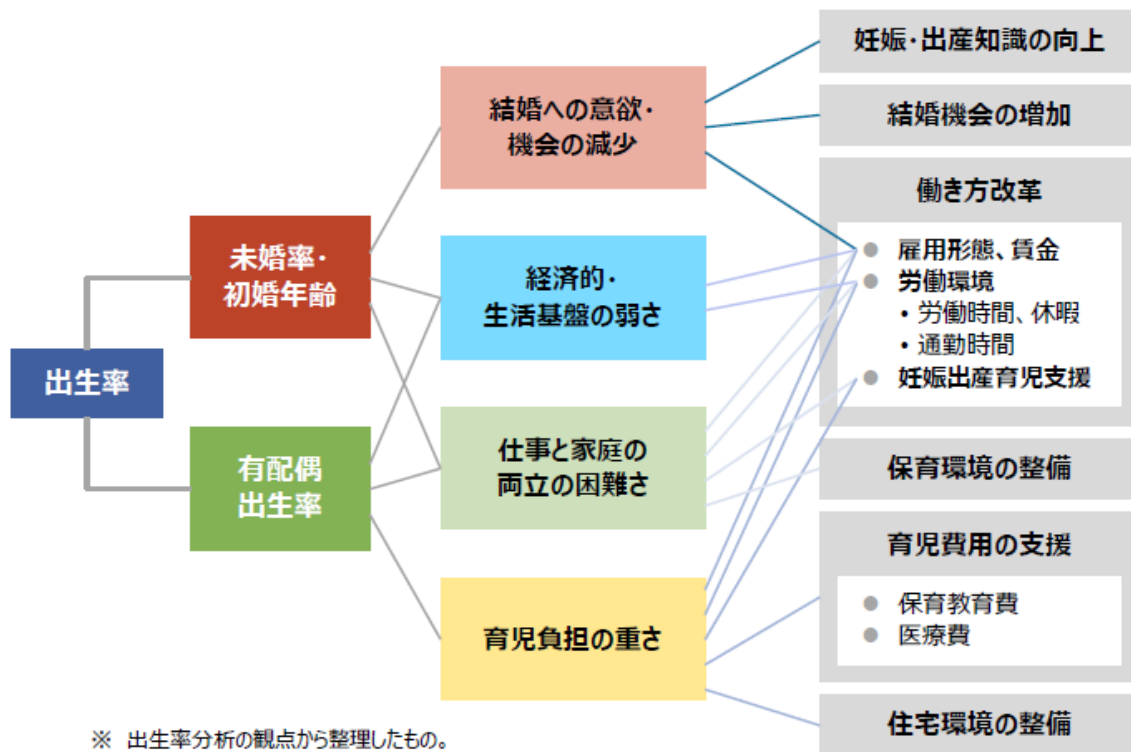 出生率
未婚率・
初婚年齢
有配偶
出生率
結婚への意欲・
機会の減少
経済的・
生活基盤の弱さ
仕事と家庭の
両立の困難さ
育児負担の重さ
妊娠・出産知識の向上
結婚機会の増加
働き方改革
● 雇用形態、賃金
● 労働環境
・労働時間、休暇
・通勤時間
● 妊娠出産育児支援
保育環境の整備
育児費用の支援
● 保育教育費
● 医療費
住宅環境の整備
※ 出生率分析の観点から整理したもの。